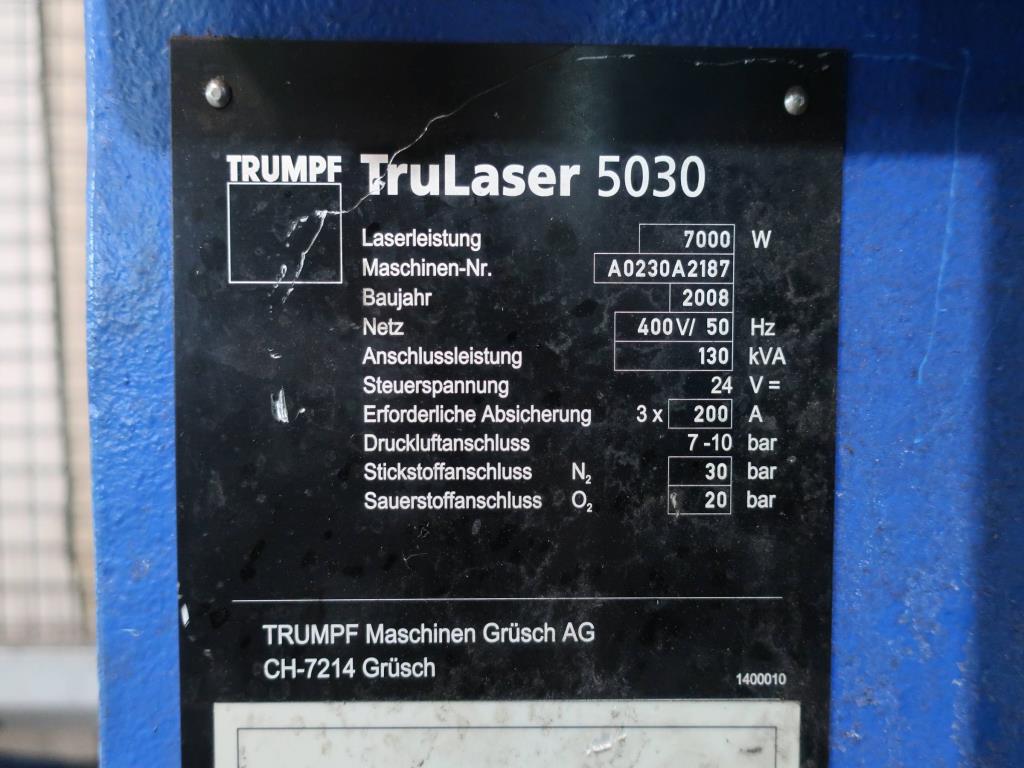 TRUMPF TruLaser 5030
Laserleistung 7000 W
Maschinen-Nr. A0230A2187
Baujahr 2008
Netz 400V/ 50 Hz
Anschlussleistung 130 kVA
Steuerspannung 24 V =
Erforderliche Absicherung 3 x 200 A
Druckluftanschluss 7-10 bar
Stickstoffanschluss N₂ 30 bar
Sauerstoffanschluss O₂ 20 bar
TRUMPF Maschinen Grüsch AG
CH-7214 Grüsch
1400010